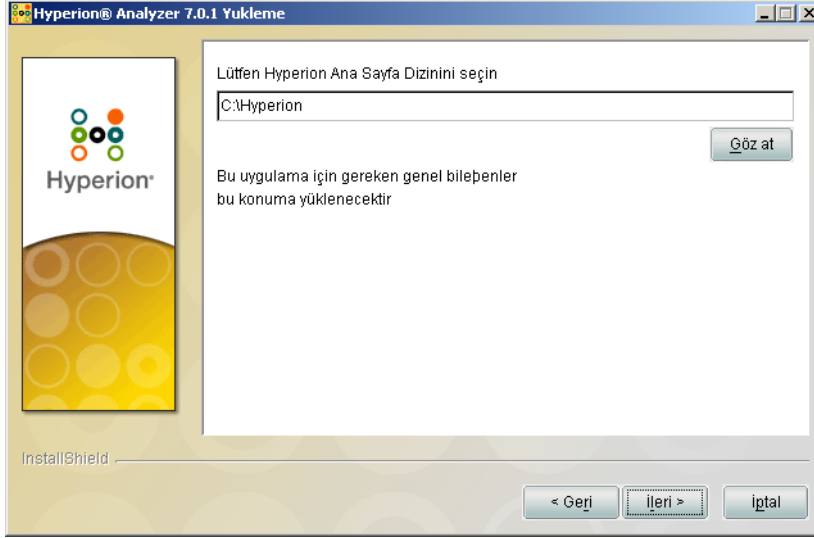 Hyperion® Analyzer 7.0.1 Yukleme
Lütfen Hyperion Ana Sayfa Dizinini seçin
C:\Hyperion
Göz at
Bu uygulama için gereken genel bileþenler
bu konuma yüklenecektir
Hyperion
InstallShield
< Geri
İleri >
İptal